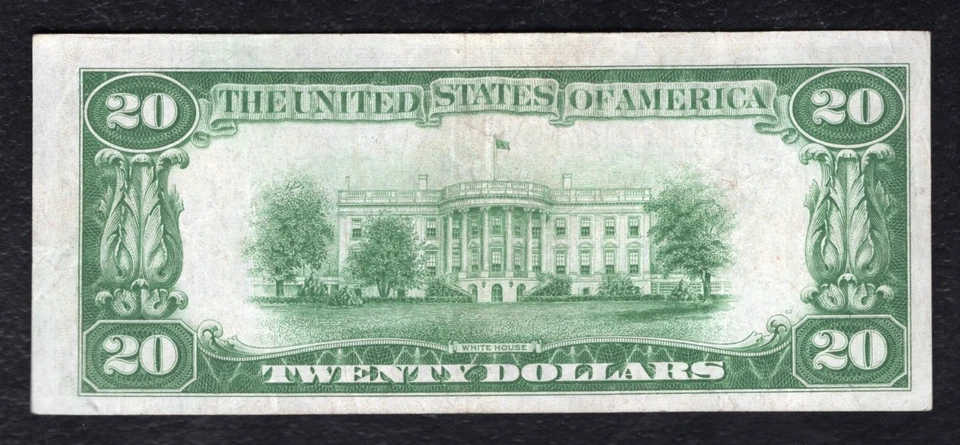 20 THE UNITED STATES OF AMERICA 20
WHITE HOUSE
20 TWENTY DOLLARS 20